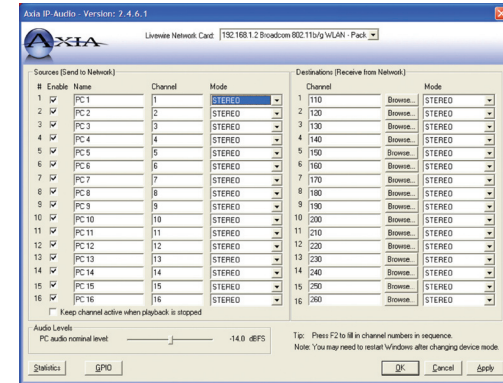 Axia IP-Audio - Version: 2.4.6.1
AXIA
Livewire Network Card: 192.168.1.2 Broadcom 802.11b/g WLAN - Pack
Sources (Send to Network)
# Enable Name Channel Mode
1 PC 1 1 STEREO
2 PC 2 2 STEREO
3 PC 3 3 STEREO
4 PC 4 4 STEREO
5 PC 5 5 STEREO
6 PC 6 6 STEREO
7 PC 7 7 STEREO
8 PC 8 8 STEREO
9 PC 9 9 STEREO
10 PC 10 10 STEREO
11 PC 11 11 STEREO
12 PC 12 12 STEREO
13 PC 13 13 STEREO
14 PC 14 14 STEREO
15 PC 15 15 STEREO
16 PC 16 16 STEREO
Keep channel active when playback is stopped
Destinations (Receive from Network)
Channel Mode
1 110 Browse... STEREO
2 120 Browse... STEREO
3 130 Browse... STEREO
4 140 Browse... STEREO
5 150 Browse... STEREO
6 160 Browse... STEREO
7 170 Browse... STEREO
8 180 Browse... STEREO
9 190 Browse... STEREO
10 200 Browse... STEREO
11 210 Browse... STEREO
12 220 Browse... STEREO
13 230 Browse... STEREO
14 240 Browse... STEREO
15 250 Browse... STEREO
16 260 Browse... STEREO
Audio Levels
PC audio nominal level: -14.0 dBFS
Tip: Press F2 to fill in channel numbers in sequence.
Note: You may need to restart Windows after changing device mode.
Statistics GPIO OK Cancel Apply